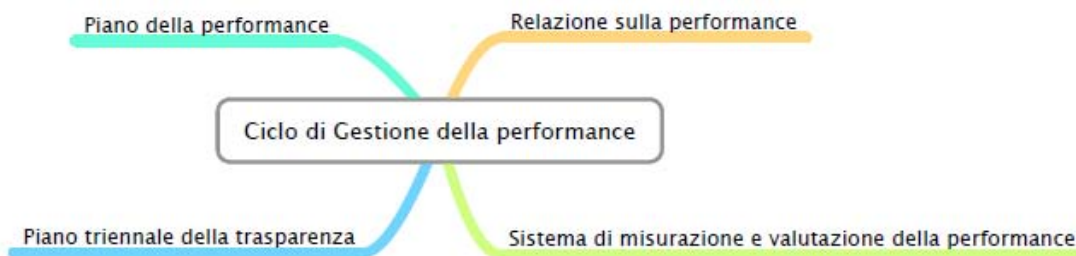 Piano della performance
Relazione sulla performance
Ciclo di Gestione della performance
Piano triennale della trasparenza
Sistema di misurazione e valutazione della performance